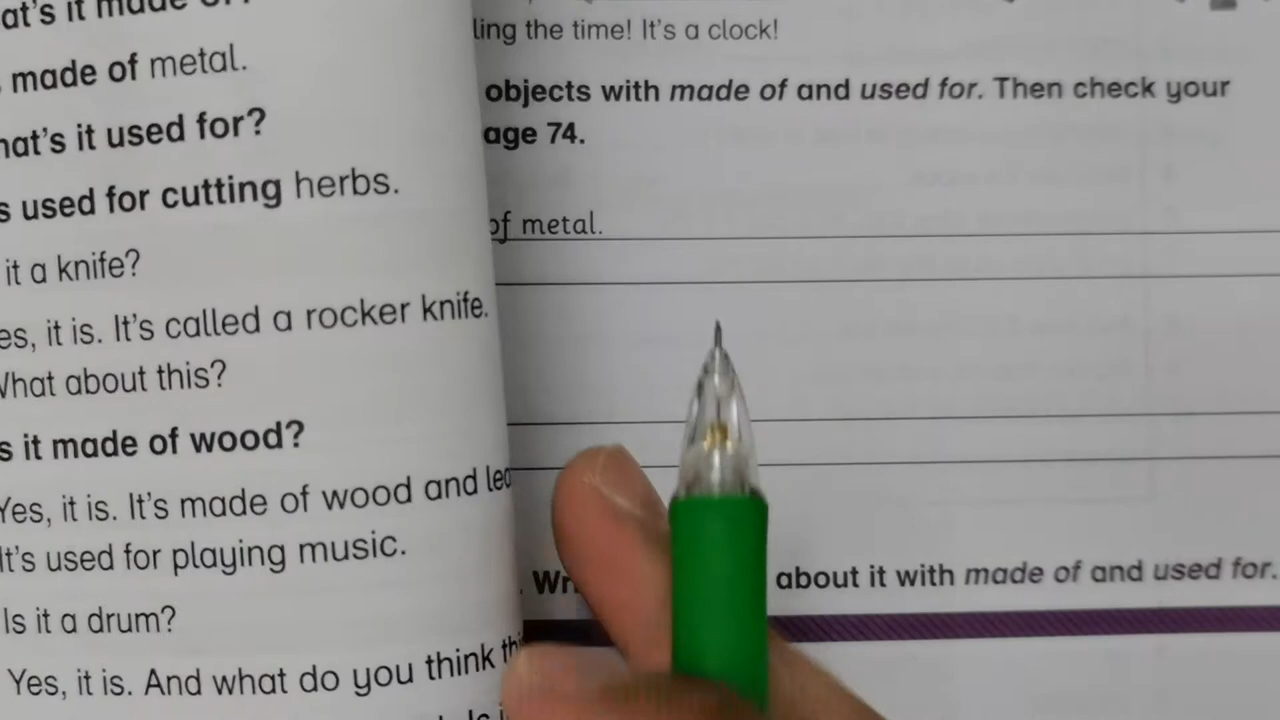 at's it made of?
made of metal.
hat's it used for?
s used for cutting herbs.
it a knife?
es, it is. It's called a rocker knife.
What about this?
s it made of wood?
Yes, it is. It's made of wood and lea
It's used for playing music.
Is it a drum?
Yes, it is. And what do you think thi
ling the time! It's a clock!
objects with made of and used for. Then check your
age 74.
of metal.
about it with made of and used for.